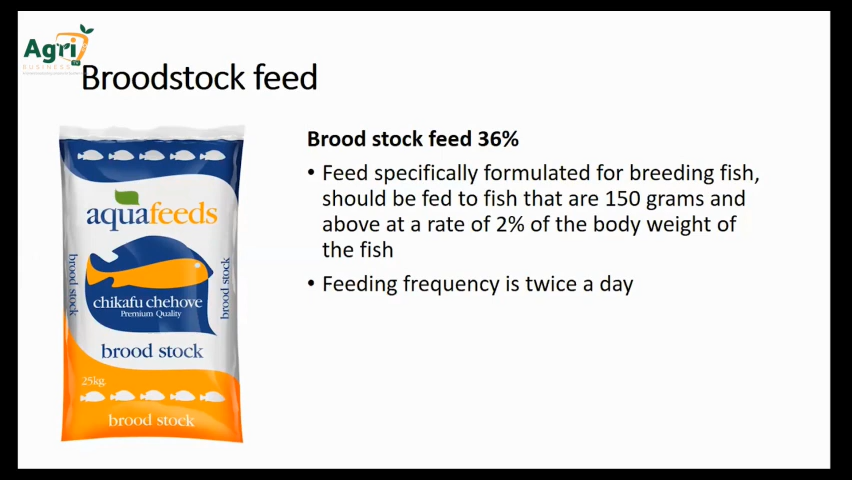 Agri
BUSINESS TV
Broodstock feed
Brood stock feed 36%
• Feed specifically formulated for breeding fish,
should be fed to fish that are 150 grams and
above at a rate of 2% of the body weight of
the fish
• Feeding frequency is twice a day
aquafeeds
brood stock
brood stock
chikafu chehove
Premium Quality
brood stock
25kg.
brood stock